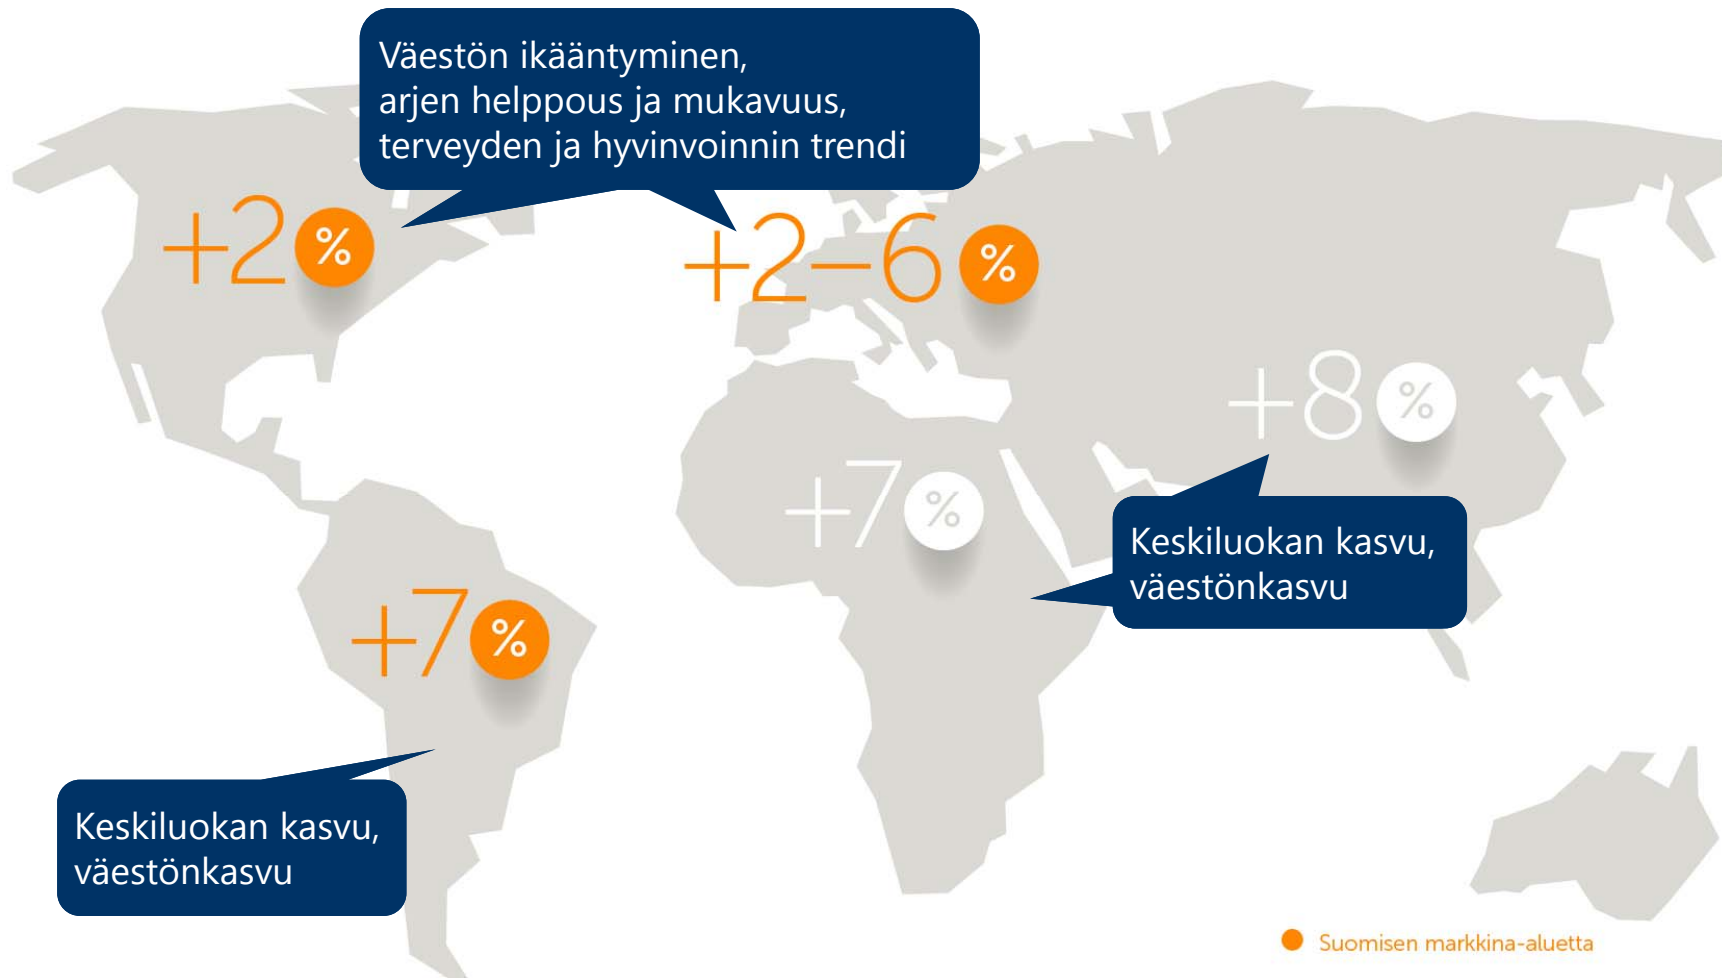 Väestön ikääntyminen,
arjen helppous ja mukavuus,
terveyden ja hyvinvoinnin trendi
+2 %
+2–6 %
+8 %
+7 %
Keskiluokan kasvu,
väestönkasvu
+7 %
Keskiluokan kasvu,
väestönkasvu
Suomisen markkina-aluetta